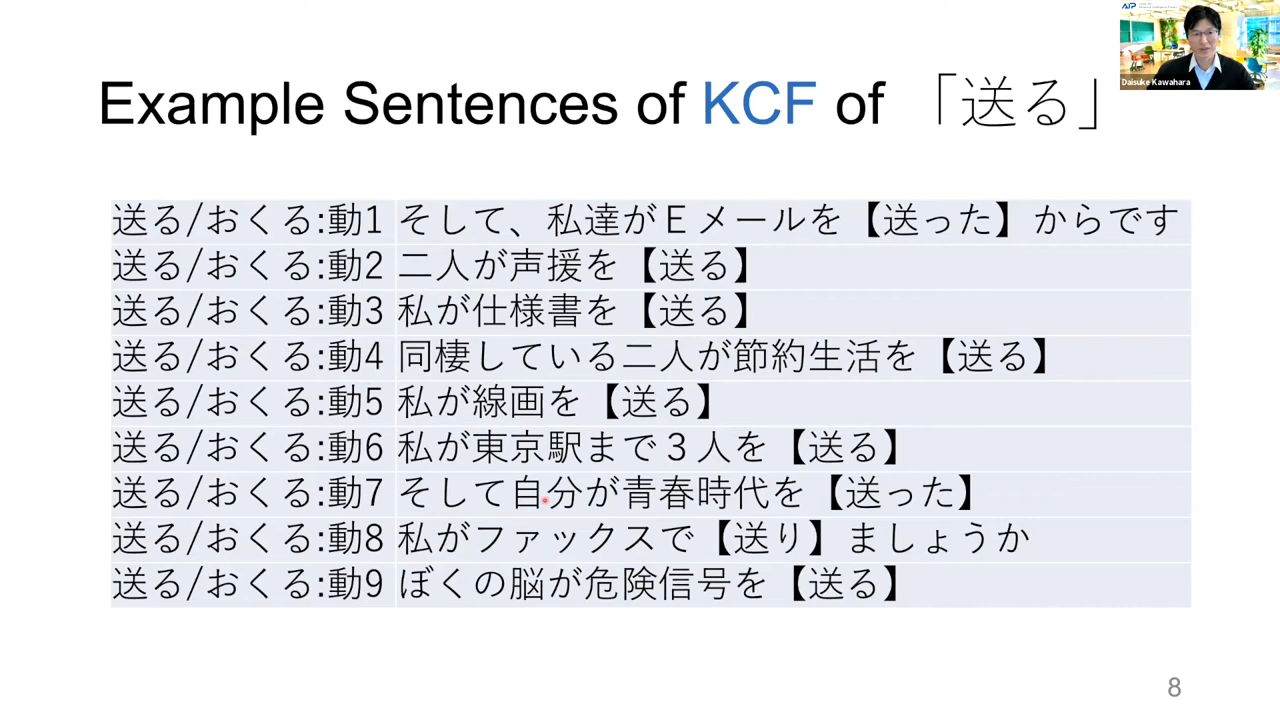 AIP
Daisuke Kawahara
Example Sentences of KCF of 「送る」
送る/おくる:動1 そして、私達がEメールを【送った】からです
送る/おくる:動2 二人が声援を【送る】
送る/おくる:動3 私が仕様書を【送る】
送る/おくる:動4 同棲している二人が節約生活を【送る】
送る/おくる:動5 私が線画を【送る】
送る/おくる:動6 私が東京駅まで3人を【送る】
送る/おくる:動7 そして自分が青春時代を【送った】
送る/おくる:動8 私がファックスで【送り】ましょうか
送る/おくる:動9 ぼくの脳が危険信号を【送る】
8